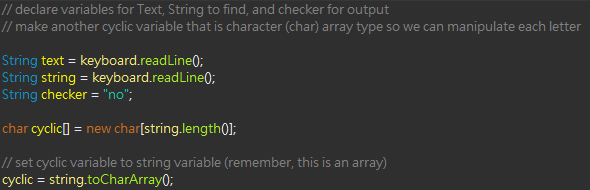 // declare variables for Text, String to find, and checker for output
// make another cyclic variable that is character (char) array type so we can manipulate each letter
String text = keyboard.readLine();
String string = keyboard.readLine();
String checker = "no";
char cyclic[] = new char[string.length()];
// set cyclic variable to string variable (remember, this is an array)
cyclic = string.toCharArray();